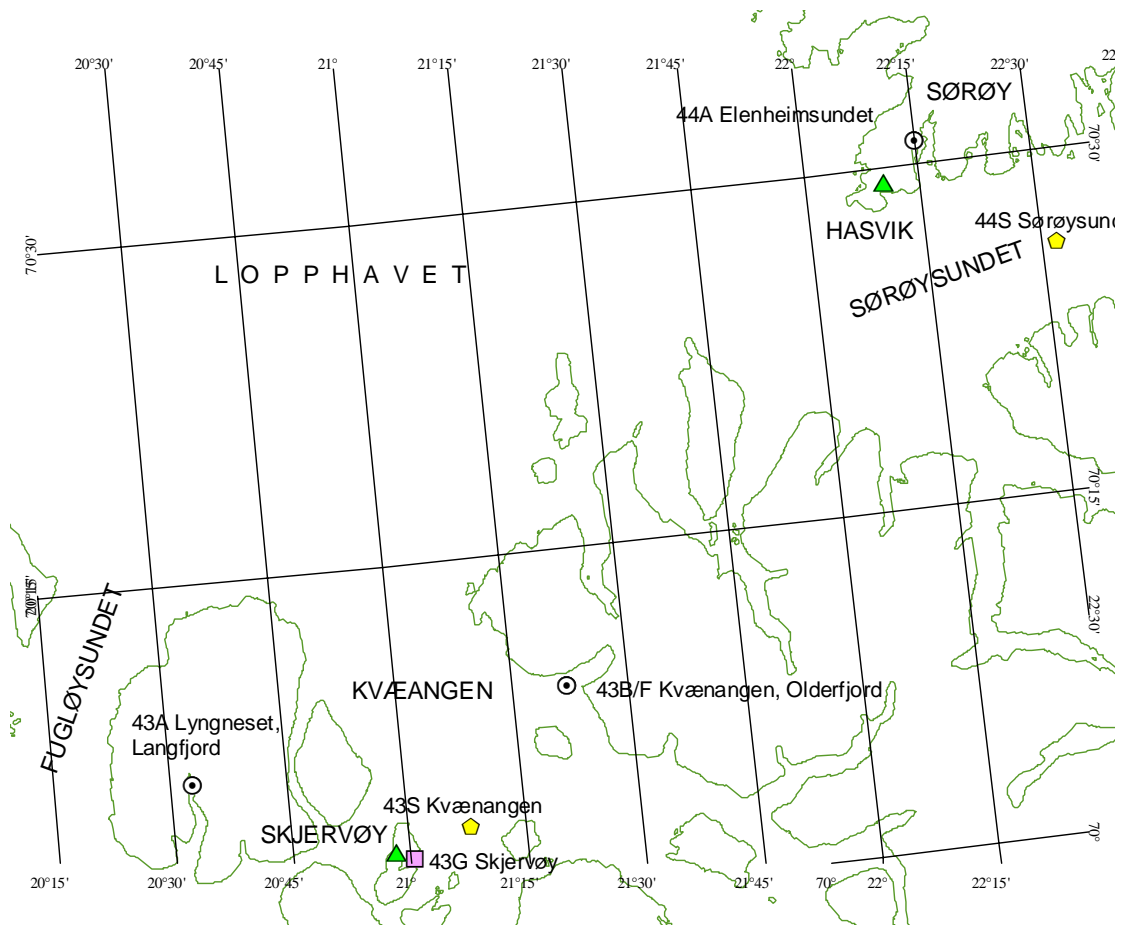 22
20°30'
20°45'
21°
21°15'
21°30'
21°45'
22°
22°15'
22°30'
SØRØY
44A Elenheimsundet
70°30'
44S Sørøysund
HASVIK
70°30'
SØRØYSUNDET
LOPPHAVET
70°15'
FUGLØYSUNDET
22°30'
KVÆANGEN
43B/F Kvænangen, Olderfjord
43A Lyngneset,
Langfjord
43S Kvænangen
SKJERVØY
43G Skjervøy
70°
20°15'
20°30'
20°45'
21°
21°15'
21°30'
21°45'
70°
22°
22°15'